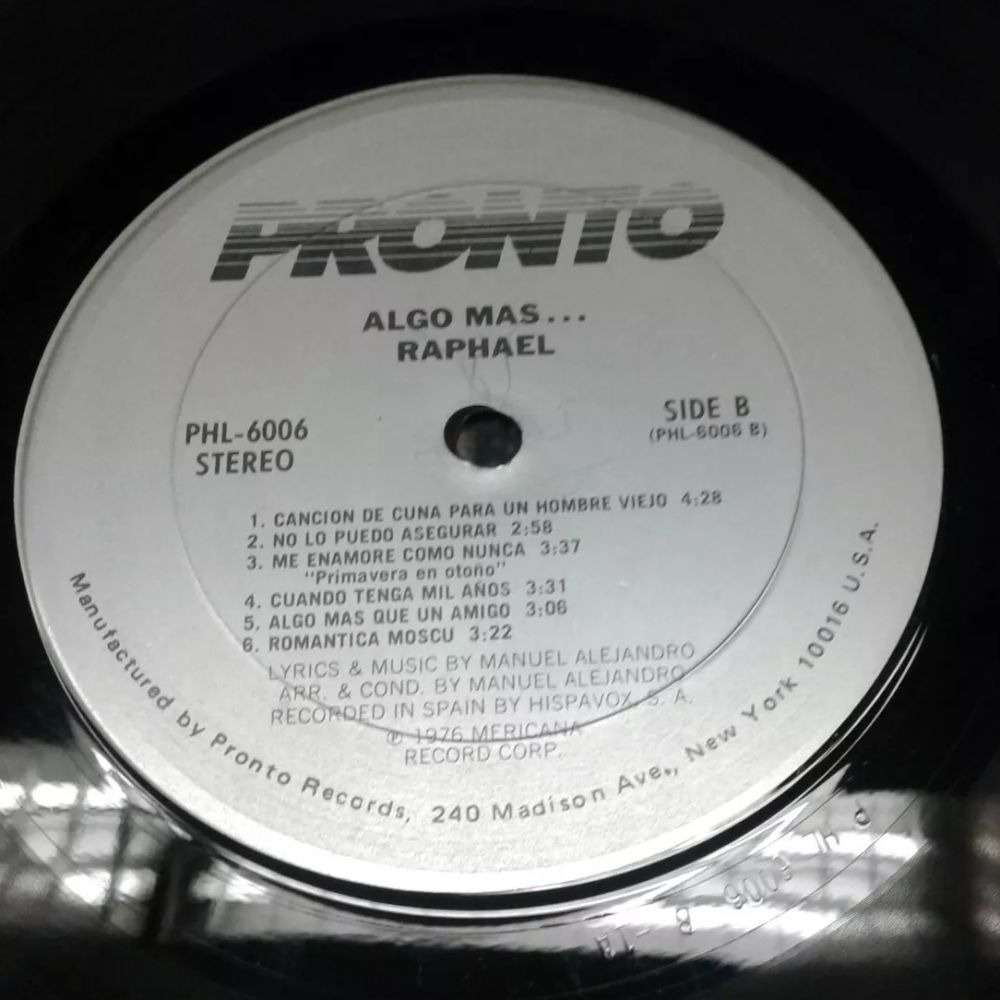 PRONTO
ALGO MAS...
RAPHAEL
PHL-6006
STEREO
SIDE B
(PHL-6006 B)
1. CANCION DE CUNA PARA UN HOMBRE VIEJO 4:28
2. NO LO PUEDO ASEGURAR 2:58
3. ME ENAMORE COMO NUNCA 3:37
"Primavera en otoño"
4. CUANDO TENGA MIL AÑOS 3:31
5. ALGO MAS QUE UN AMIGO 3:06
6. ROMANTICA MOSCU 3:22
LYRICS & MUSIC BY MANUEL ALEJANDRO
ARR. & COND. BY MANUEL ALEJANDRO
RECORDED IN SPAIN BY HISPAVOX, S. A.
℗ 1976 MERICANA
RECORD CORP.
Manufactured by Pronto Records, 240 Madison Ave., New York 10016 U.S.A.
PHL 6006 B-1A